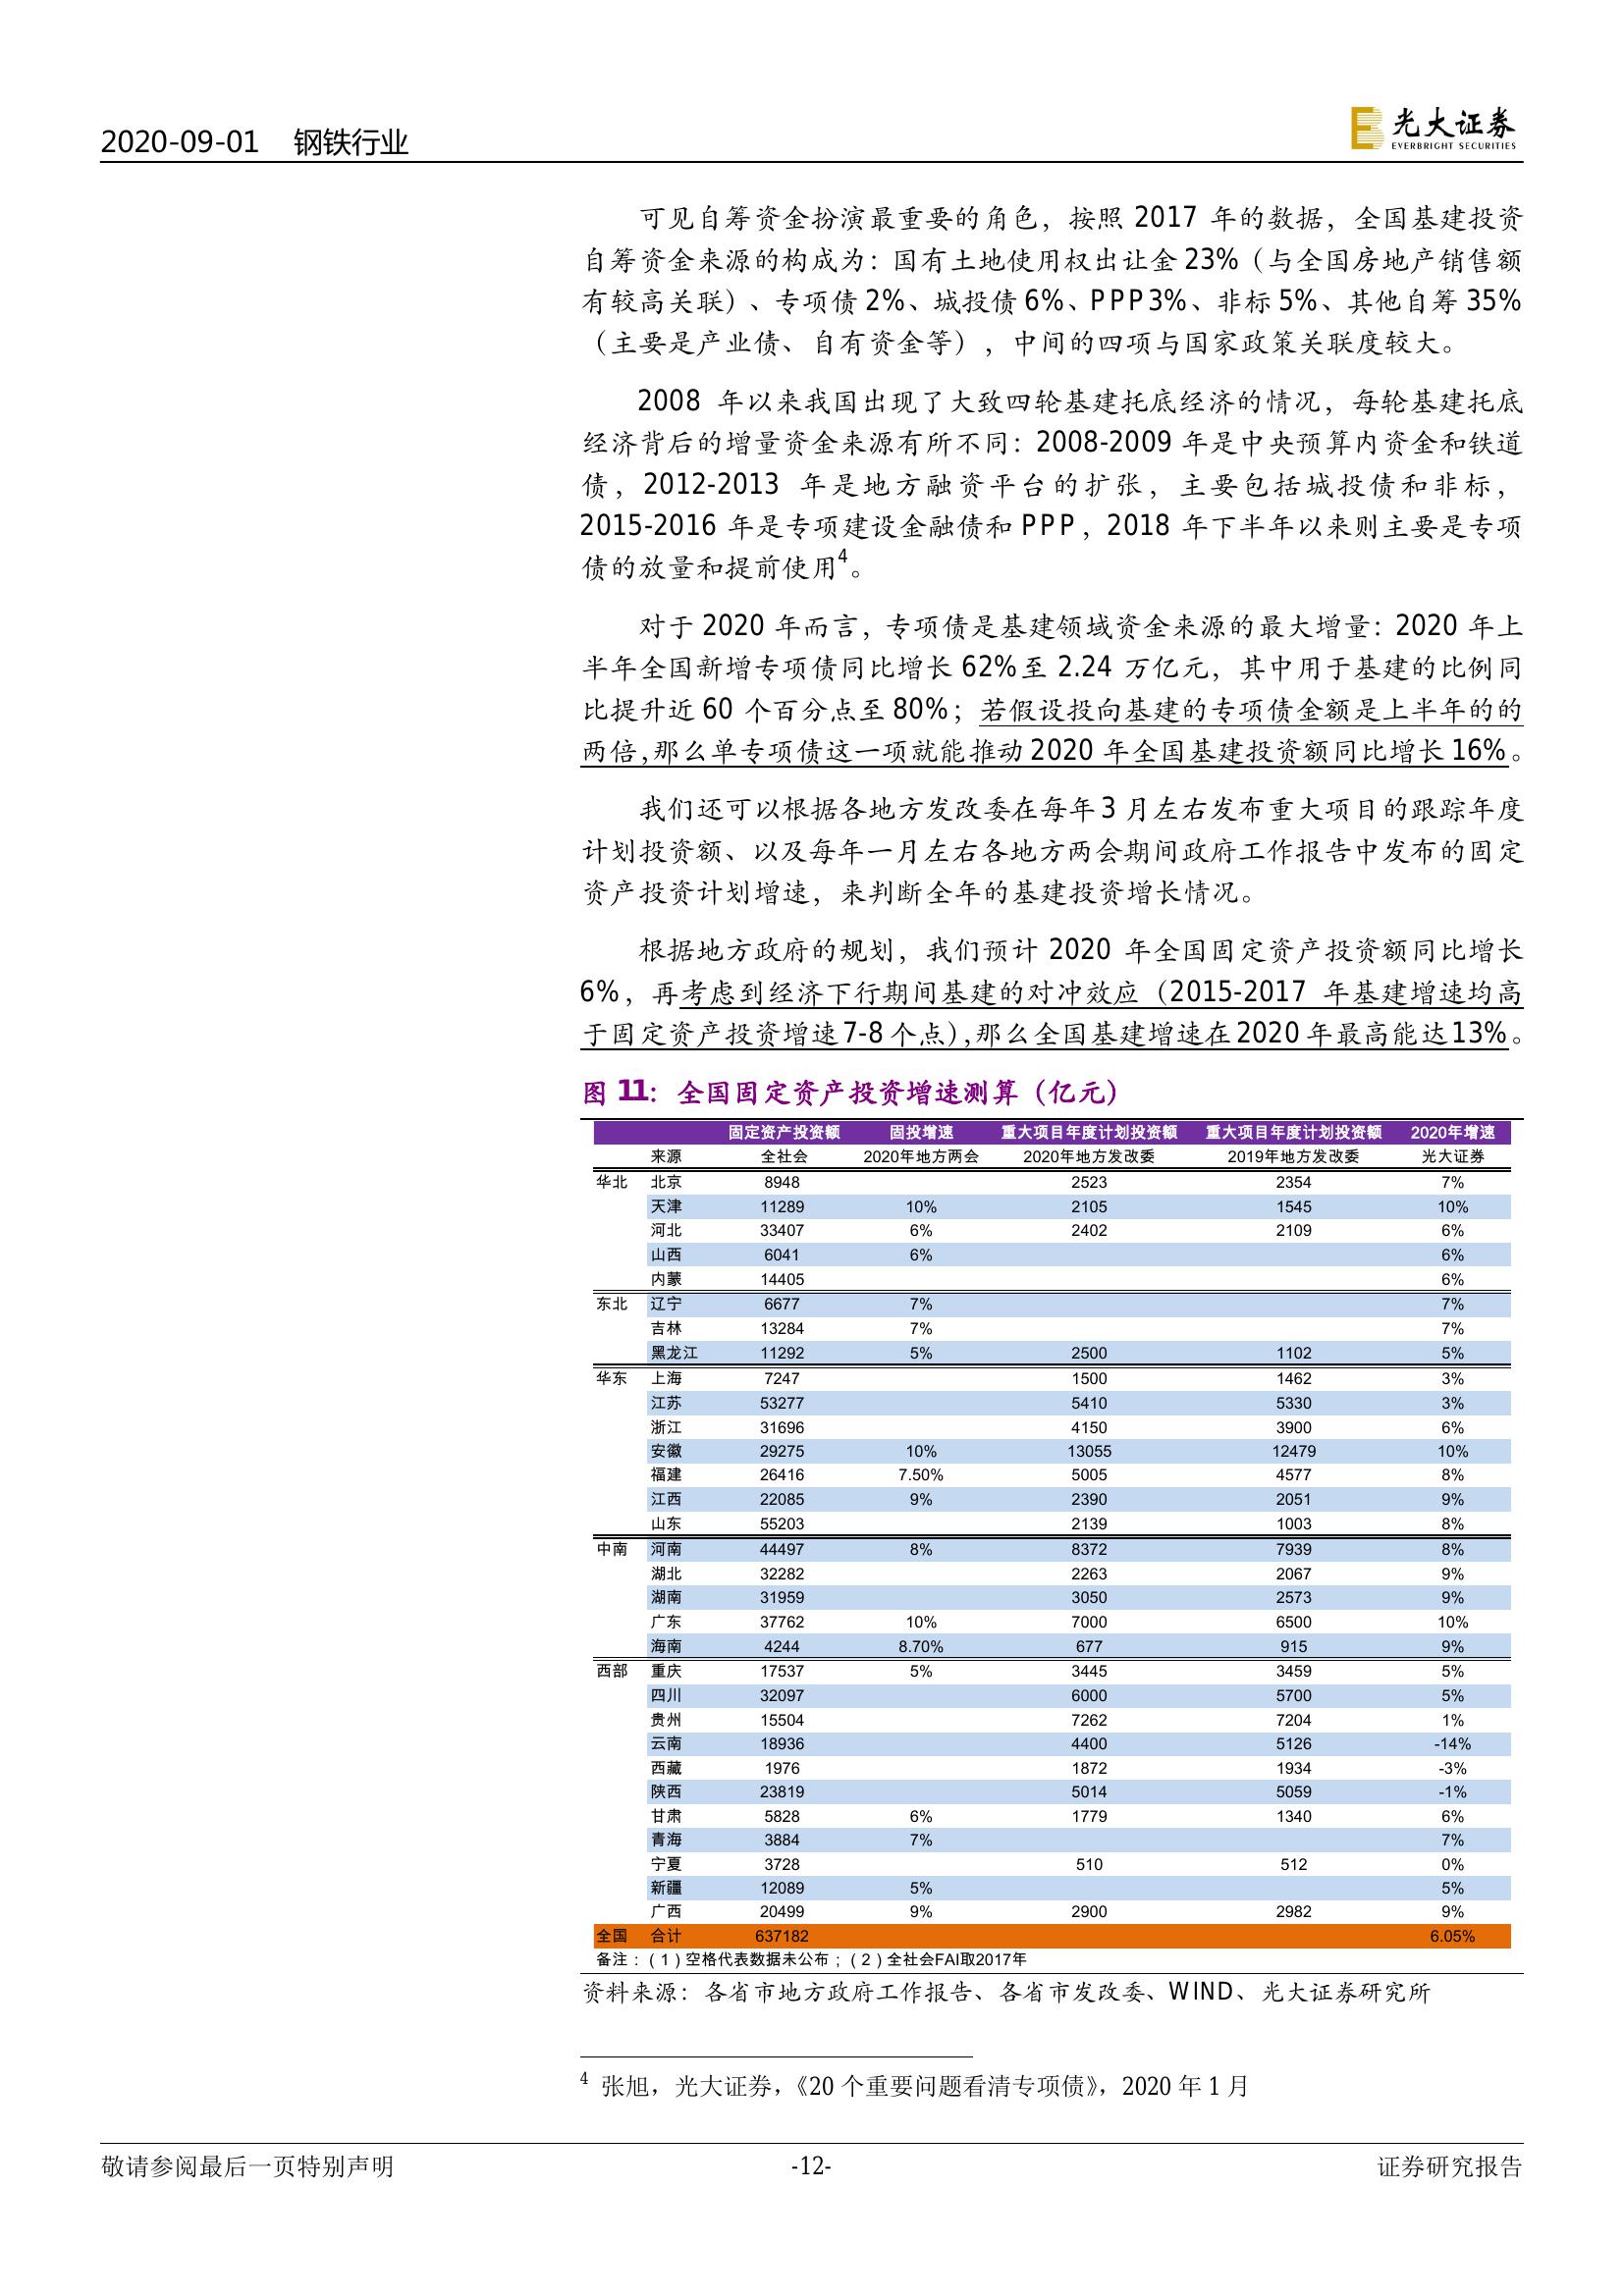 2020-09-01 钢铁行业
光大证券
EVERBRIGHT SECURITIES
可见自筹资金扮演最重要的角色，按照 2017 年的数据，全国基建投资
自筹资金来源的构成为：国有土地使用权出让金 23%（与全国房地产销售额
有较高关联）、专项债 2%、城投债 6%、PPP3%、非标 5%、其他自筹 35%
（主要是产业债、自有资金等），中间的四项与国家政策关联度较大。
2008 年以来我国出现了大致四轮基建托底经济的情况，每轮基建托底
经济背后的增量资金来源有所不同：2008-2009 年是中央预算内资金和铁道
债，2012-2013 年是地方融资平台的扩张，主要包括城投债和非标，
2015-2016 年是专项建设金融债和 PPP，2018 年下半年以来则主要是专项
债的放量和提前使用4。
对于 2020 年而言，专项债是基建领域资金来源的最大增量：2020 年上
半年全国新增专项债同比增长 62%至 2.24 万亿元，其中用于基建的比例同
比提升近 60 个百分点至 80%；若假设投向基建的专项债金额是上半年的的
两倍，那么单专项债这一项就能推动 2020 年全国基建投资额同比增长 16%。
我们还可以根据各地方发改委在每年 3 月左右发布重大项目的跟踪年度
计划投资额、以及每年一月左右各地方两会期间政府工作报告中发布的固定
资产投资计划增速，来判断全年的基建投资增长情况。
根据地方政府的规划，我们预计 2020 年全国固定资产投资额同比增长
6%，再考虑到经济下行期间基建的对冲效应（2015-2017 年基建增速均高
于固定资产投资增速 7-8 个点），那么全国基建增速在 2020 年最高能达 13%。
图 11：全国固定资产投资增速测算（亿元）
固定资产投资额 固投增速 重大项目年度计划投资额 重大项目年度计划投资额 2020年增速
来源 全社会 2020年地方两会 2020年地方发改委 2019年地方发改委 光大证券
华北 北京 8948 2523 2354 7%
天津 11289 10% 2105 1545 10%
河北 33407 6% 2402 2109 6%
山西 6041 6% 6%
内蒙 14405 6%
东北 辽宁 6677 7% 7%
吉林 13284 7% 7%
黑龙江 11292 5% 2500 1102 5%
华东 上海 7247 1500 1462 3%
江苏 53277 5410 5330 3%
浙江 31696 4150 3900 6%
安徽 29275 10% 13055 12479 10%
福建 26416 7.50% 5005 4577 8%
江西 22085 9% 2390 2051 9%
山东 55203 2139 1003 8%
中南 河南 44497 8% 8372 7939 8%
湖北 32282 2263 2067 9%
湖南 31959 3050 2573 9%
广东 37762 10% 7000 6500 10%
海南 4244 8.70% 677 915 9%
西部 重庆 17537 5% 3445 3459 5%
四川 32097 6000 5700 5%
贵州 15504 7262 7204 1%
云南 18936 4400 5126 -14%
西藏 1976 1872 1934 -3%
陕西 23819 5014 5059 -1%
甘肃 5828 6% 1779 1340 6%
青海 3884 7% 7%
宁夏 3728 510 512 0%
新疆 12089 5% 5%
广西 20499 9% 2900 2982 9%
全国 合计 637182 6.05%
备注：（1）空格代表数据未公布；（2）全社会FAI取2017年
资料来源：各省市地方政府工作报告、各省市发改委、WIND、光大证券研究所
4 张旭，光大证券，《20 个重要问题看清专项债》，2020 年 1 月
敬请参阅最后一页特别声明 -12- 证券研究报告